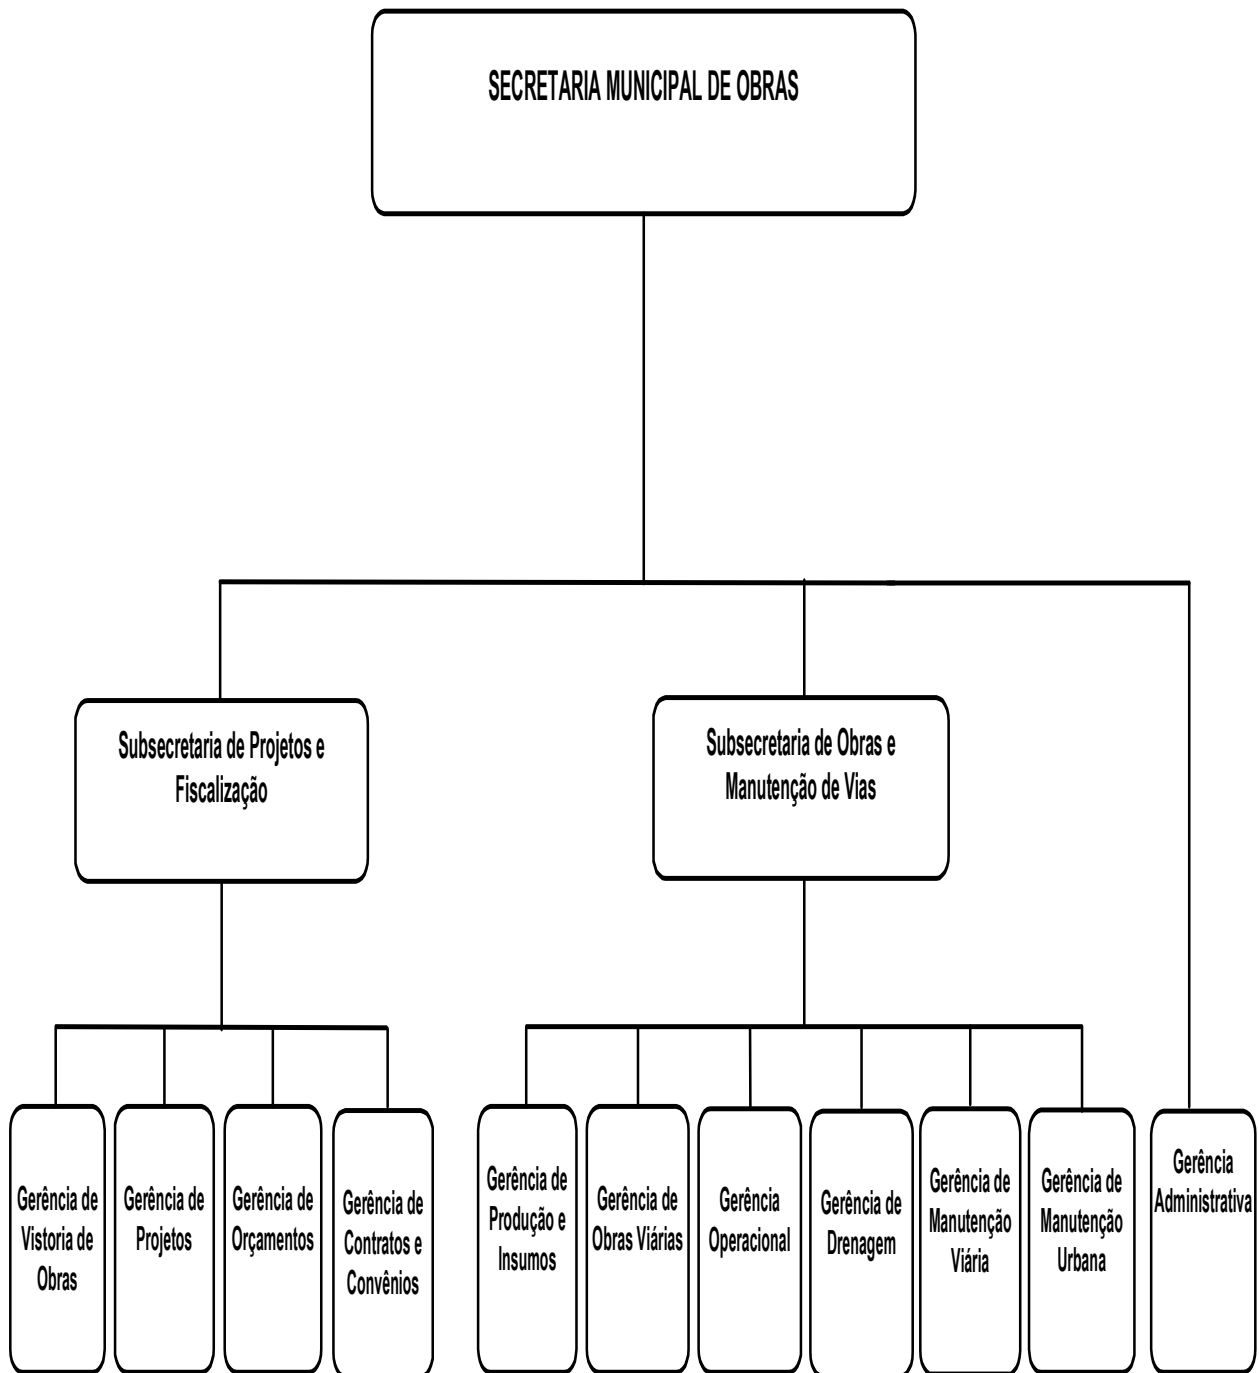 SECRETARIA MUNICIPAL DE OBRAS
Subsecretaria de Projetos e
Fiscalização
Subsecretaria de Obras e
Manutenção de Vias
Gerência de
Vistoria de
Obras
Gerência de
Projetos
Gerência de
Orçamentos
Gerência de
Contratos e
Convênios
Gerência de
Produção e
Insumos
Gerência de
Obras Viárias
Gerência
Operacional
Gerência de
Drenagem
Gerência de
Manutenção
Viária
Gerência de
Manutenção
Urbana
Gerência
Administrativa